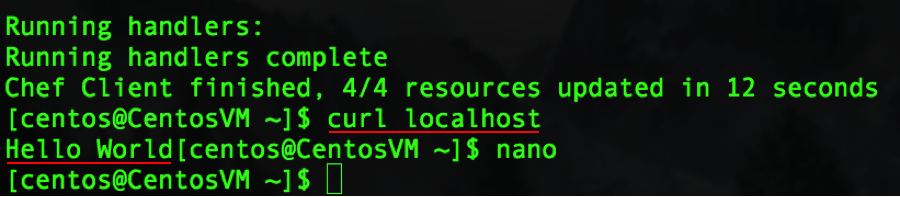 Running handlers:
Running handlers complete
Chef Client finished, 4/4 resources updated in 12 seconds
[centos@CentosVM ~]$ curl localhost
Hello World[centos@CentosVM ~]$ nano
[centos@CentosVM ~]$